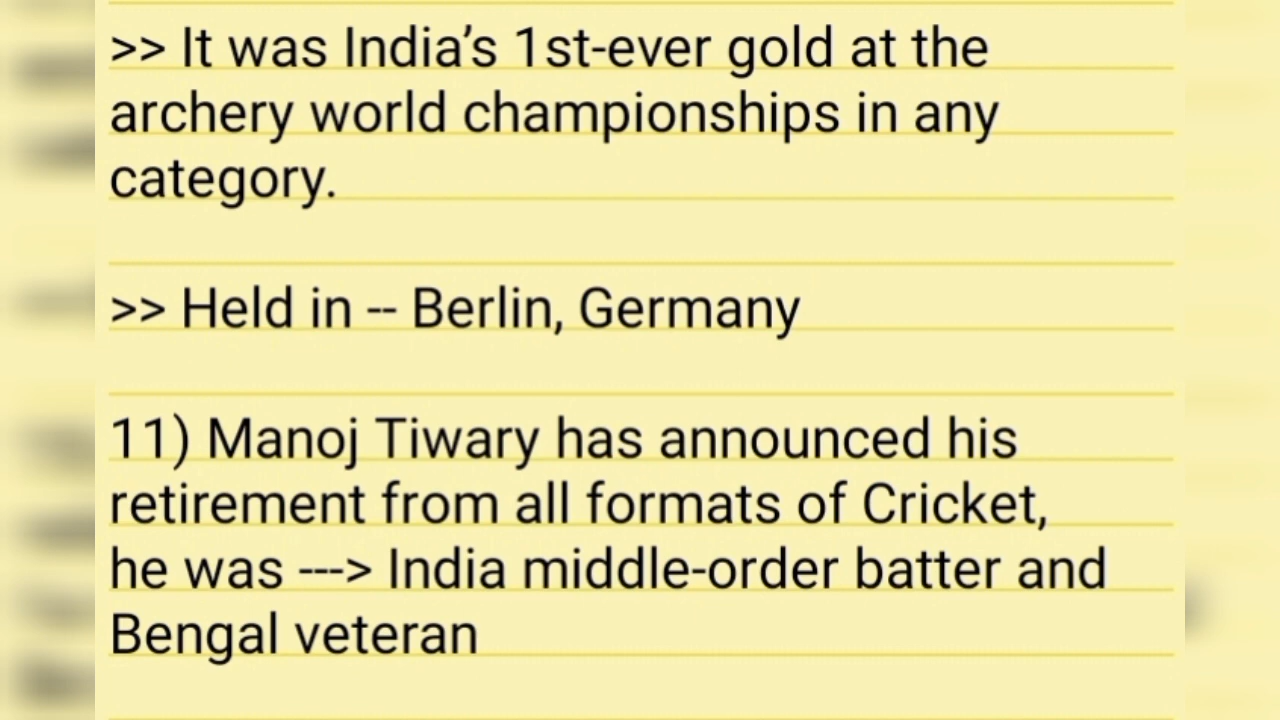 >> It was India’s 1st-ever gold at the
archery world championships in any
category.
>> Held in -- Berlin, Germany
11) Manoj Tiwary has announced his
retirement from all formats of Cricket,
he was ---> India middle-order batter and
Bengal veteran